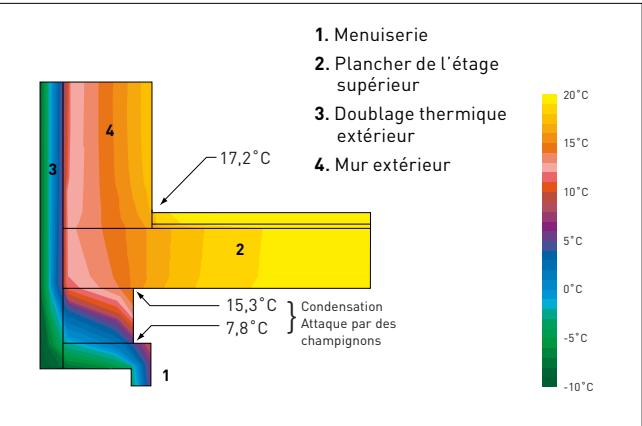 1. Menuiserie
2. Plancher de l'étage
supérieur
3. Doublage thermique
extérieur
4. Mur extérieur
4
3
17,2˚C
2
15,3˚C
7,8˚C
} Condensation
Attaque par des
champignons
1
20˚C
15˚C
10˚C
5˚C
0˚C
-5˚C
-10˚C